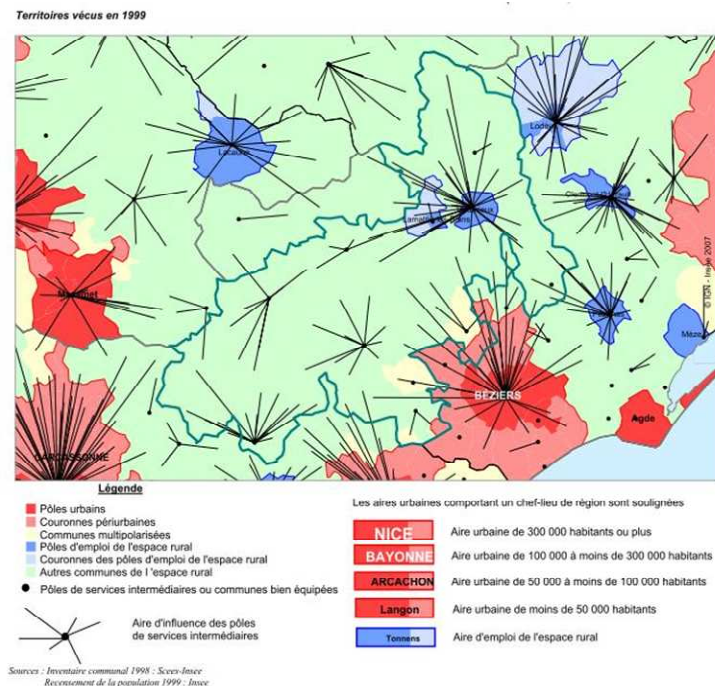 Territoires vécus en 1999
Lodève
Lacaune
Mazamet
© IGN - Insee 2007
Mèze
BÉZIERS
Agde
CARCASSONNE
Légende
Pôles urbains
Couronnes périurbaines
Communes multipolarisées
Pôles d'emploi de l'espace rural
Couronnes des pôles d'emploi de l'espace rural
Autres communes de l 'espace rural
Pôles de services intermédiaires ou communes bien équipées
Aire d'influence des pôles
de services intermédiaires
Les aires urbaines comportant un chef-lieu de région sont soulignées
NICE
Aire urbaine de 300 000 habitants ou plus
BAYONNE
Aire urbaine de 100 000 à moins de 300 000 habitants
ARCACHON
Aire urbaine de 50 000 à moins de 100 000 habitants
Langon
Aire urbaine de moins de 50 000 habitants
Tonnens
Aire d'emploi de l'espace rural
Sources : Inventaire communal 1998 : Scees-Insee
Recensement de la population 1999 : Insee